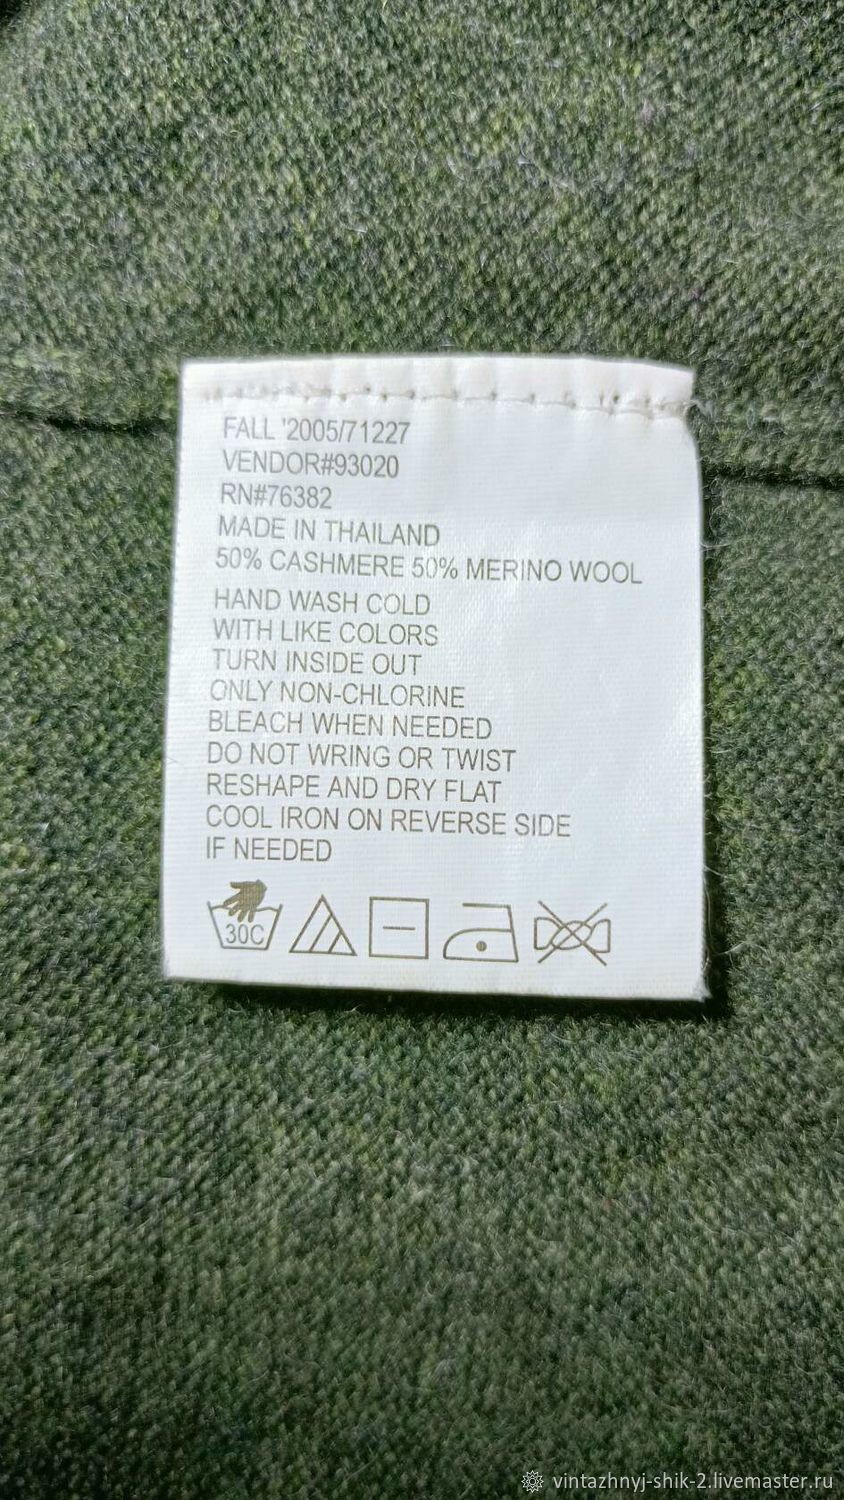 FALL '2005/71227
VENDOR#93020
RN#76382
MADE IN THAILAND
50% CASHMERE 50% MERINO WOOL
HAND WASH COLD
WITH LIKE COLORS
TURN INSIDE OUT
ONLY NON-CHLORINE
BLEACH WHEN NEEDED
DO NOT WRING OR TWIST
RESHAPE AND DRY FLAT
COOL IRON ON REVERSE SIDE
IF NEEDED
30C
vintazhnyj-shik-2.livemaster.ru